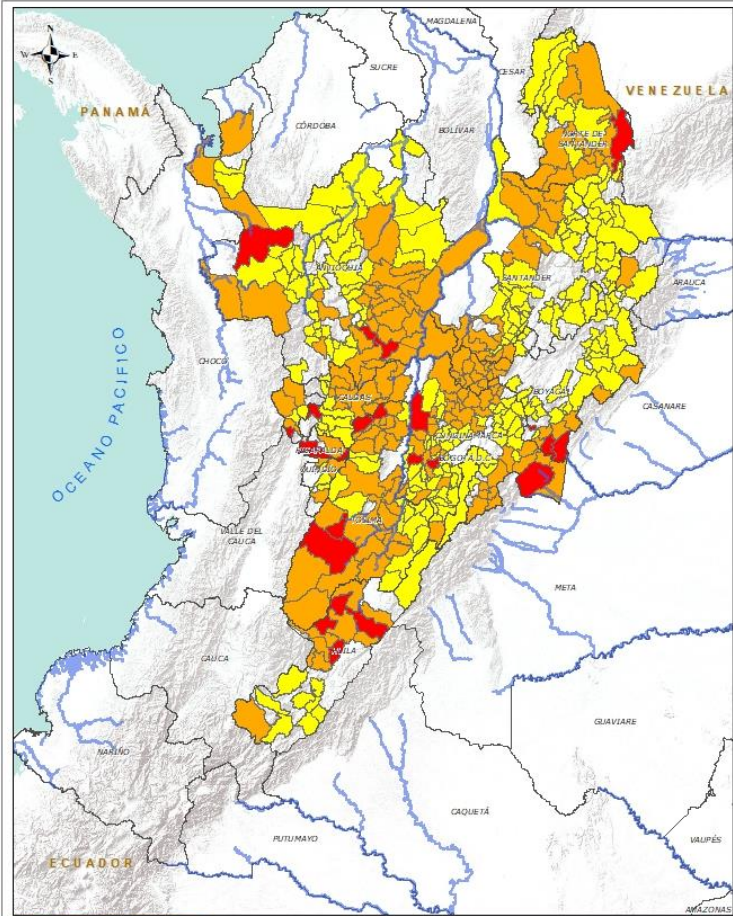 N
W E
S
MAGDALENA
SUCRE
CESAR
VENEZUELA
PANAMÁ
CÓRDOBA
BOLÍVAR
NORTE DE
SANTANDER
ANTIOQUIA
SANTANDER
ARAUCA
CHOCÓ
OCEANO PACIFICO
BOYACÁ
CALDAS
CASANARE
CUNDINAMARCA
RISARALDA
BOGOTÁ, D.C.
QUINDÍO
TOLIMA
VALLE DEL
CAUCA
META
CAUCA
HUILA
GUAVIARE
NARIÑO
CAQUETÁ
PUTUMAYO
VAUPÉS
ECUADOR
AMAZONAS